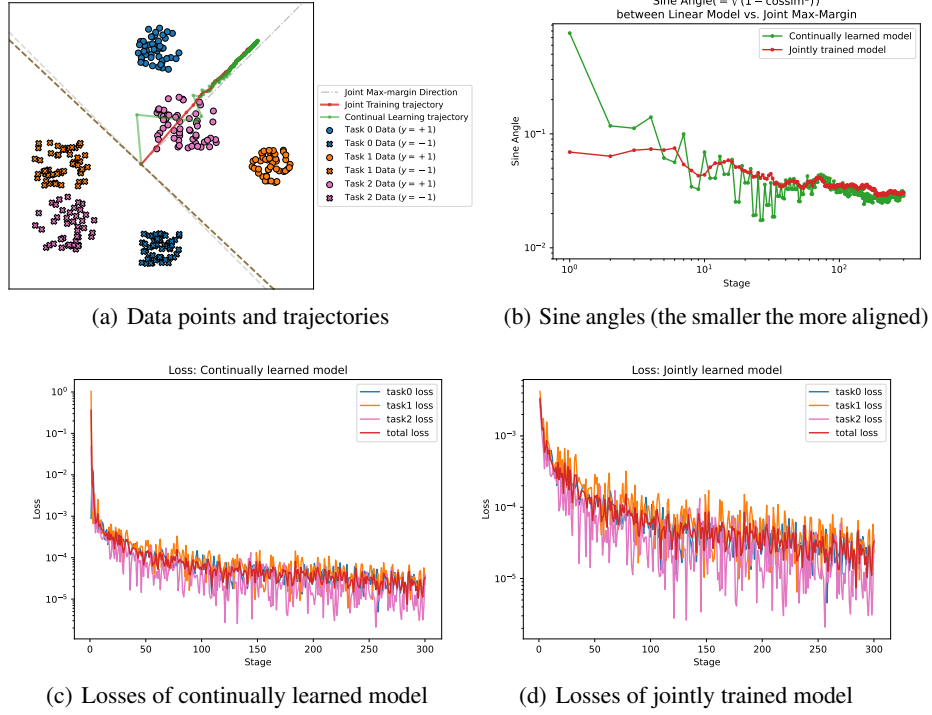 Joint Max-margin Direction
Joint Training trajectory
Continual Learning trajectory
Task 0 Data (y = +1)
Task 0 Data (y = −1)
Task 1 Data (y = +1)
Task 1 Data (y = −1)
Task 2 Data (y = +1)
Task 2 Data (y = −1)
(a) Data points and trajectories
Sine Angle(= √(1 − cossim²))
between Linear Model vs. Joint Max-Margin
Continually learned model
Jointly trained model
Sine Angle
10⁻¹
10⁻²
10⁰ 10¹ 10²
Stage
(b) Sine angles (the smaller the more aligned)
Loss: Continually learned model
task0 loss
task1 loss
task2 loss
total loss
Loss
10⁰
10⁻¹
10⁻²
10⁻³
10⁻⁴
10⁻⁵
0 50 100 150 200 250 300
Stage
(c) Losses of continually learned model
Loss: Jointly learned model
task0 loss
task1 loss
task2 loss
total loss
Loss
10⁻³
10⁻⁴
10⁻⁵
0 50 100 150 200 250 300
Stage
(d) Losses of jointly trained model